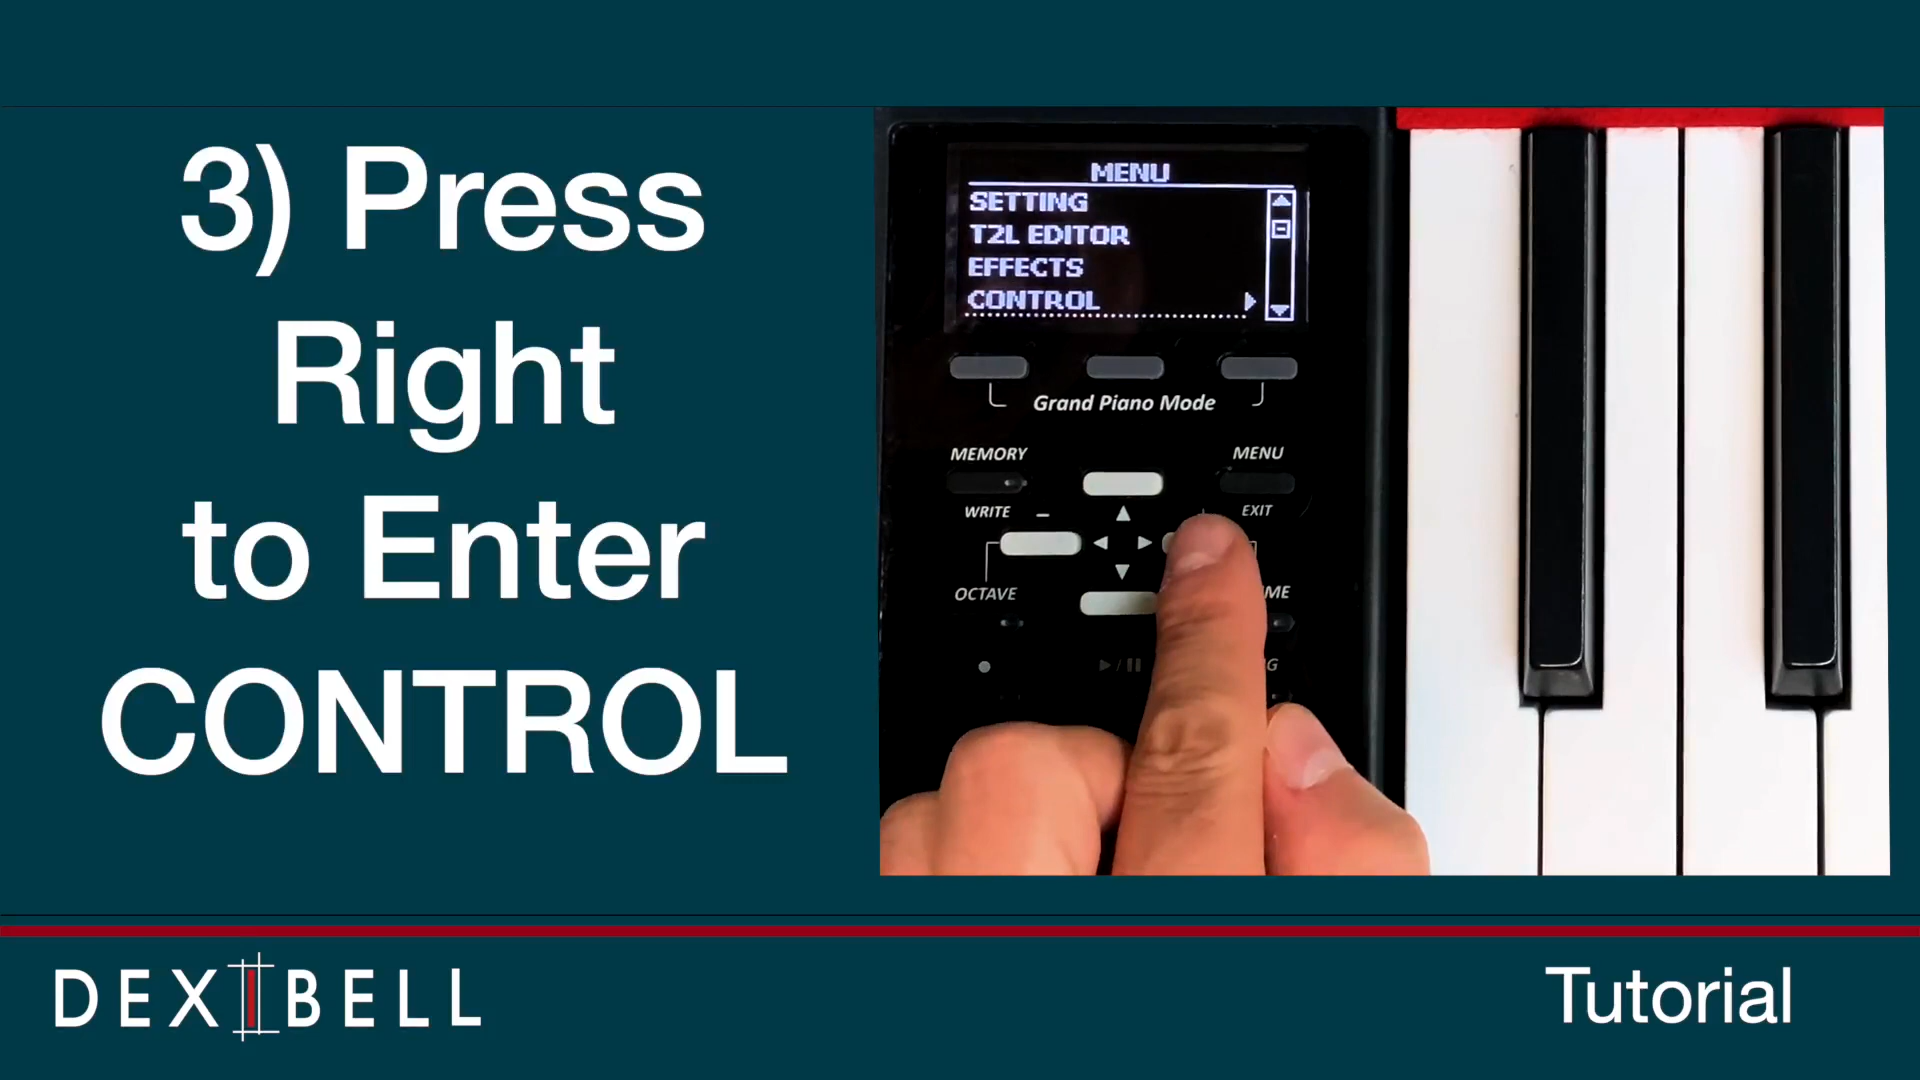 3) Press
Right
to Enter
CONTROL
MENU
SETTING
T2L EDITOR
EFFECTS
CONTROL
Grand Piano Mode
MEMORY
MENU
WRITE
EXIT
OCTAVE
DEXIBELL
Tutorial